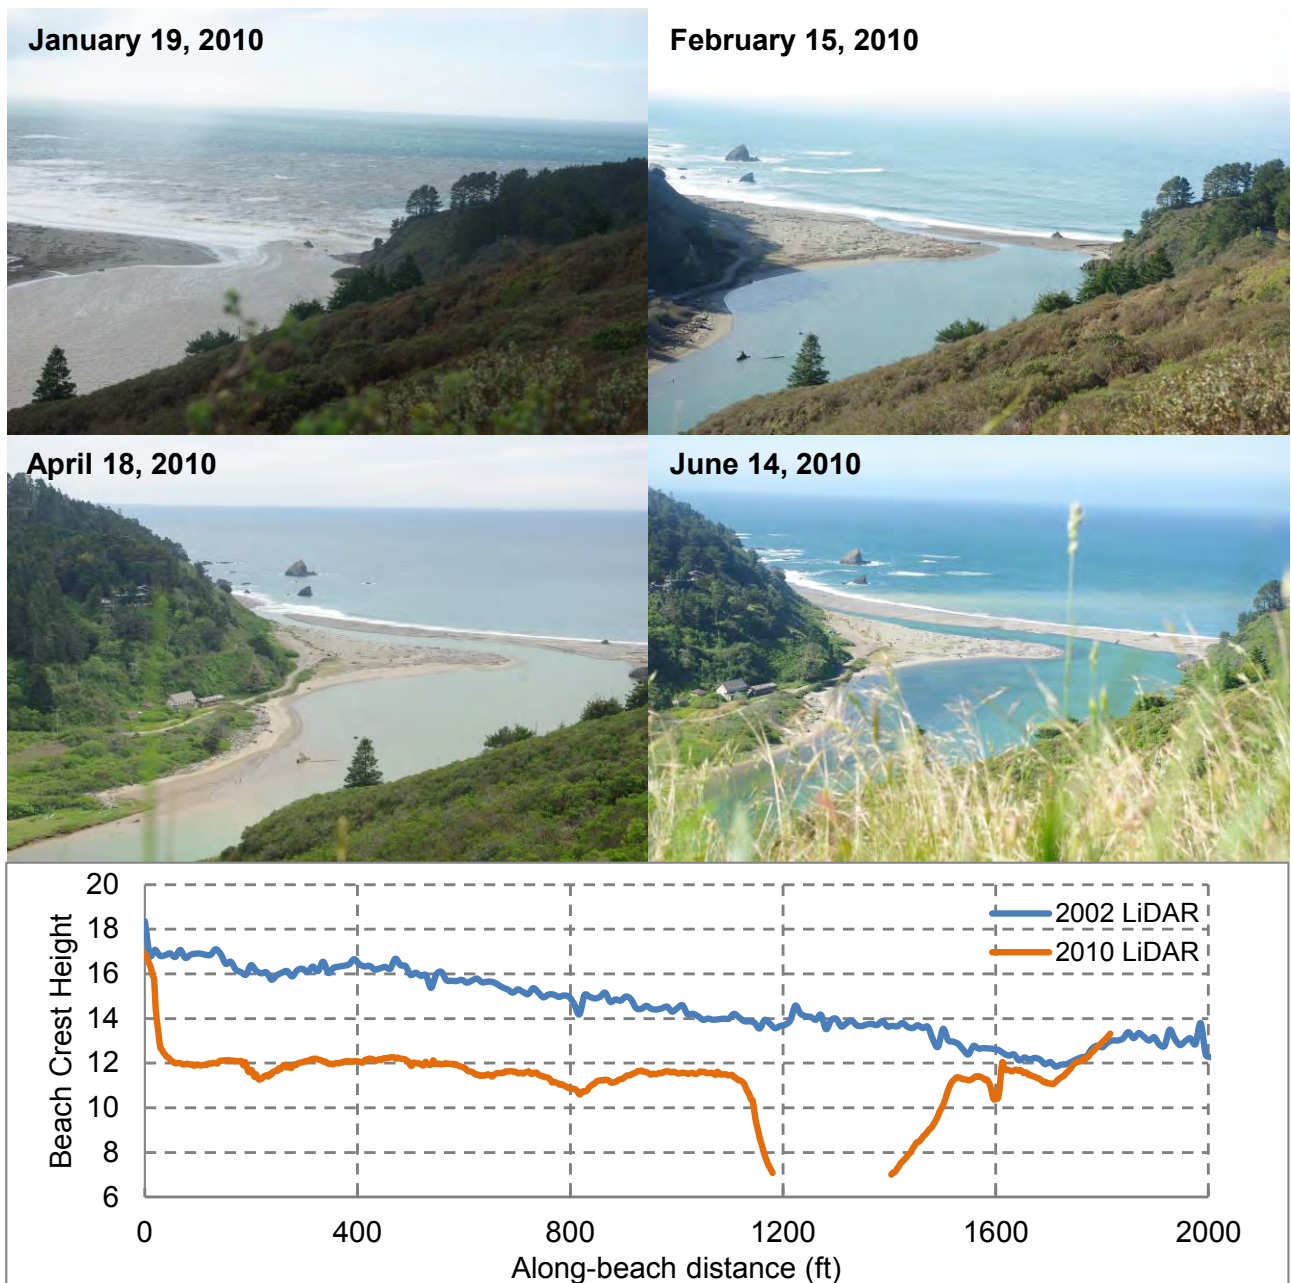 January 19, 2010
February 15, 2010
April 18, 2010
June 14, 2010
Beach Crest Height
20
18
16
14
12
10
8
6
2002 LiDAR
2010 LiDAR
0
400
800
1200
1600
2000
Along-beach distance (ft)